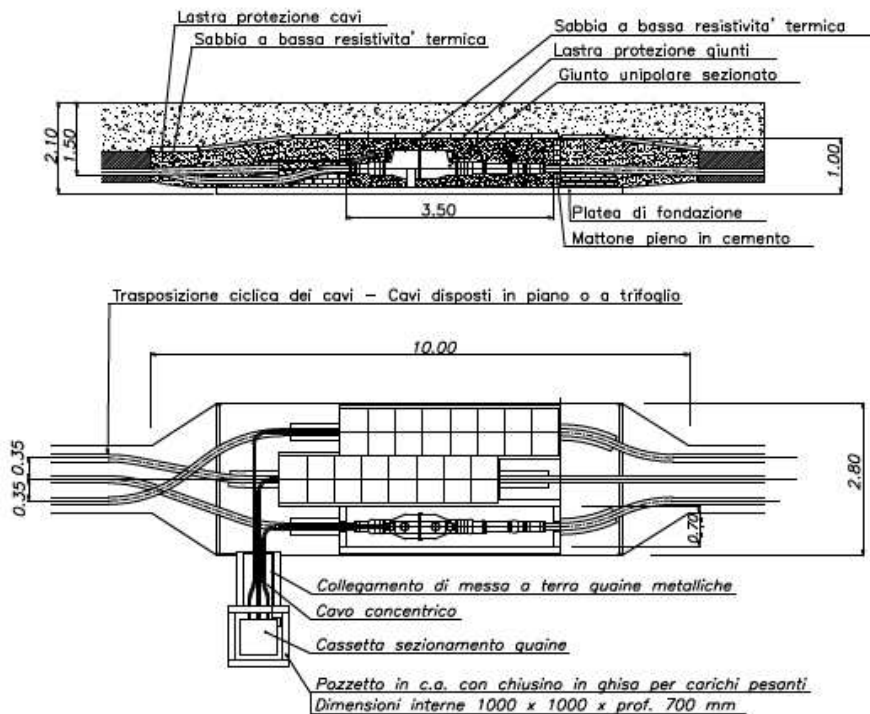 Lastra protezione cavi
Sabbia a bassa resistivita' termica
Sabbia a bassa resistivita' termica
Lastra protezione giunti
Giunto unipolare sezionato
2.10
1.50
1.00
3.50
Platea di fondazione
Mattone pieno in cemento
Trasposizione ciclica dei cavi – Cavi disposti in piano o a trifoglio
10.00
0.35
0.35
2.80
0.70
Collegamento di messa a terra guaine metalliche
Cavo concentrico
Cassetta sezionamento guaine
Pozzetto in c.a. con chiusino in ghisa per carichi pesanti
Dimensioni interne 1000 x 1000 x prof. 700 mm